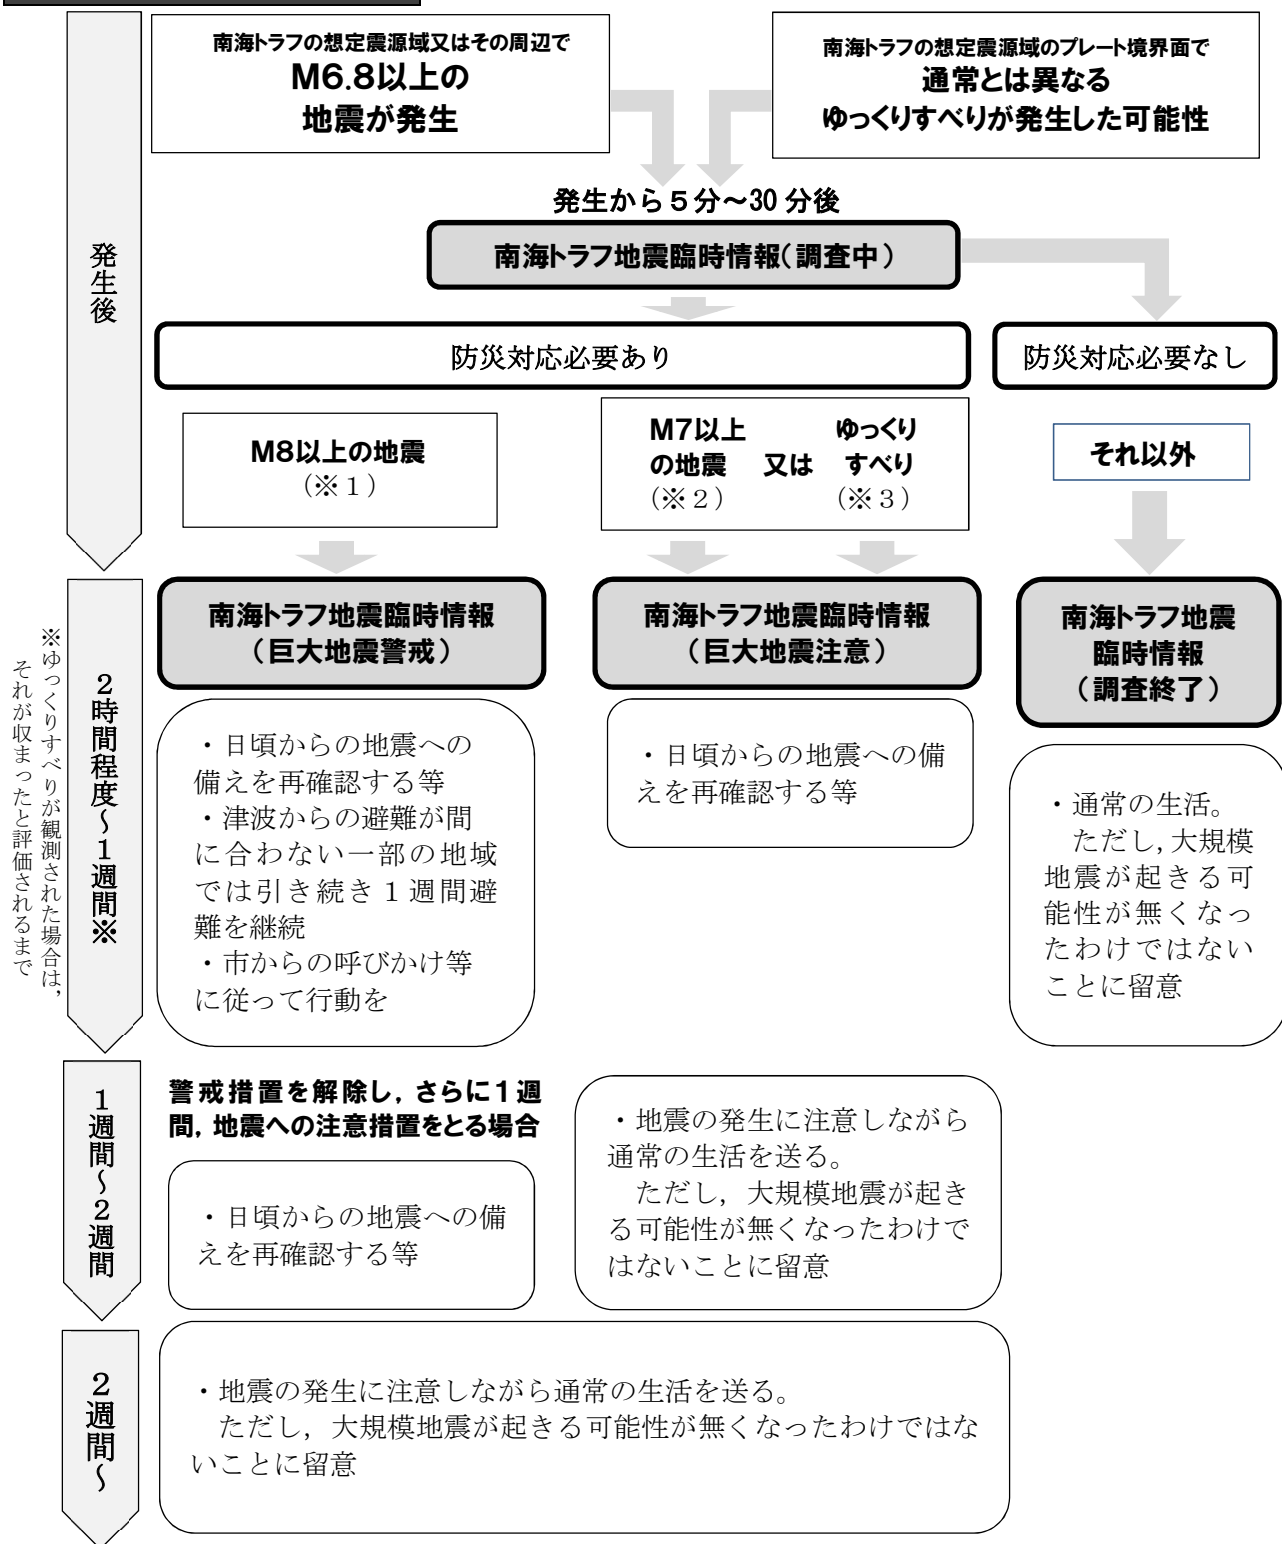 南海トラフの想定震源域又はその周辺で
M6.8以上の
地震が発生
南海トラフの想定震源域のプレート境界面で
通常とは異なる
ゆっくりすべりが発生した可能性
発生から５分～30 分後
南海トラフ地震臨時情報（調査中）
発生後
防災対応必要あり
防災対応必要なし
M8以上の地震
（※１）
M7以上
の地震
（※２）
又は
ゆっくり
すべり
（※３）
それ以外
２時間程度～１週間※
※ゆっくりすべりが観測された場合は，
それが収まったと評価されるまで
南海トラフ地震臨時情報
（巨大地震警戒）
南海トラフ地震臨時情報
（巨大地震注意）
南海トラフ地震
臨時情報
（調査終了）
・日頃からの地震への
備えを再確認する等
・津波からの避難が間
に合わない一部の地域
では引き続き１週間避
難を継続
・市からの呼びかけ等
に従って行動を
・日頃からの地震への備
えを再確認する等
・通常の生活。
ただし，大規模
地震が起きる可
能性が無くなっ
たわけではない
ことに留意
１週間～２週間
警戒措置を解除し，さらに１週
間，地震への注意措置をとる場合
・日頃からの地震への備
えを再確認する等
・地震の発生に注意しながら
通常の生活を送る。
ただし，大規模地震が起き
る可能性が無くなったわけで
はないことに留意
２週間～
・地震の発生に注意しながら通常の生活を送る。
ただし，大規模地震が起きる可能性が無くなったわけではな
いことに留意